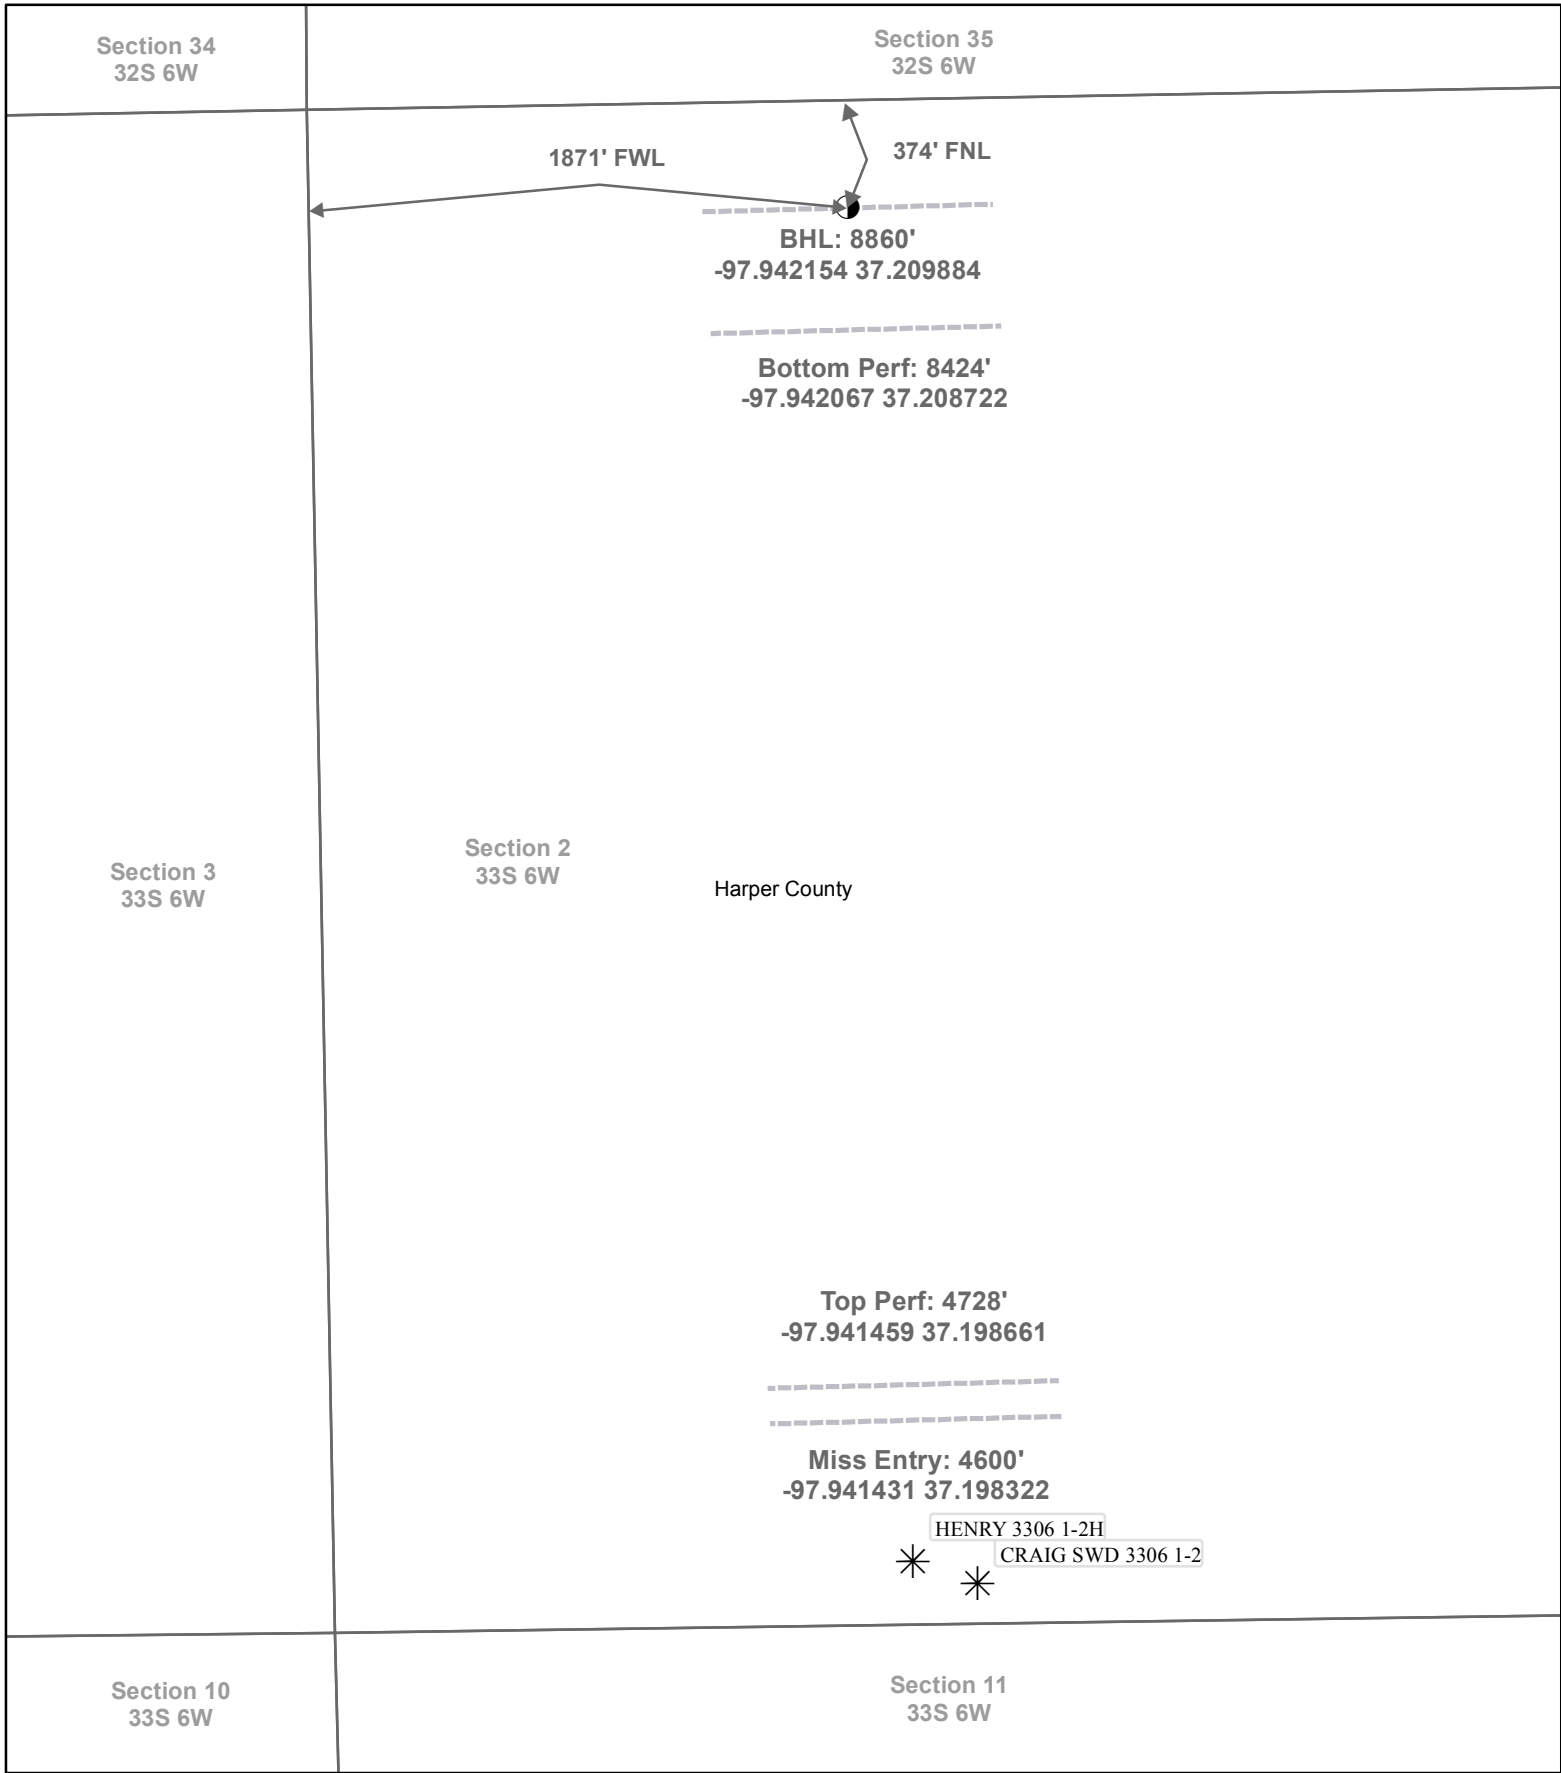 Section 34
32S 6W
Section 35
32S 6W
1871' FWL
374' FNL
BHL: 8860'
-97.942154 37.209884
Bottom Perf: 8424'
-97.942067 37.208722
Section 3
33S 6W
Section 2
33S 6W
Harper County
Top Perf: 4728'
-97.941459 37.198661
Miss Entry: 4600'
-97.941431 37.198322
HENRY 3306 1-2H
CRAIG SWD 3306 1-2
Section 10
33S 6W
Section 11
33S 6W